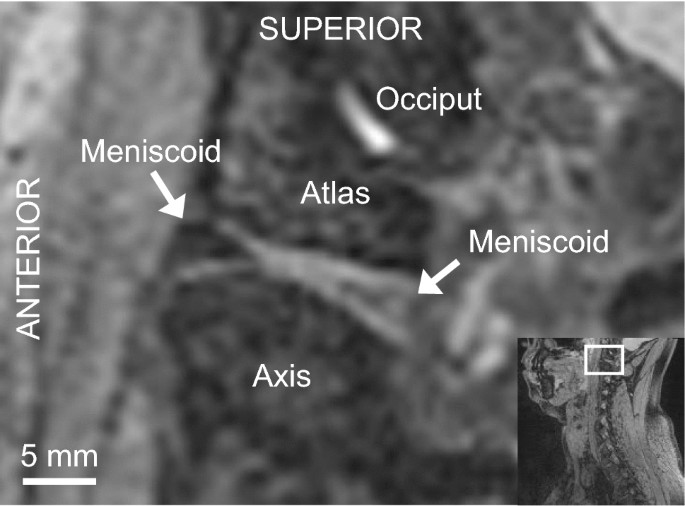 SUPERIOR
Occiput
Meniscoid
Atlas
ANTERIOR
Meniscoid
Axis
5 mm